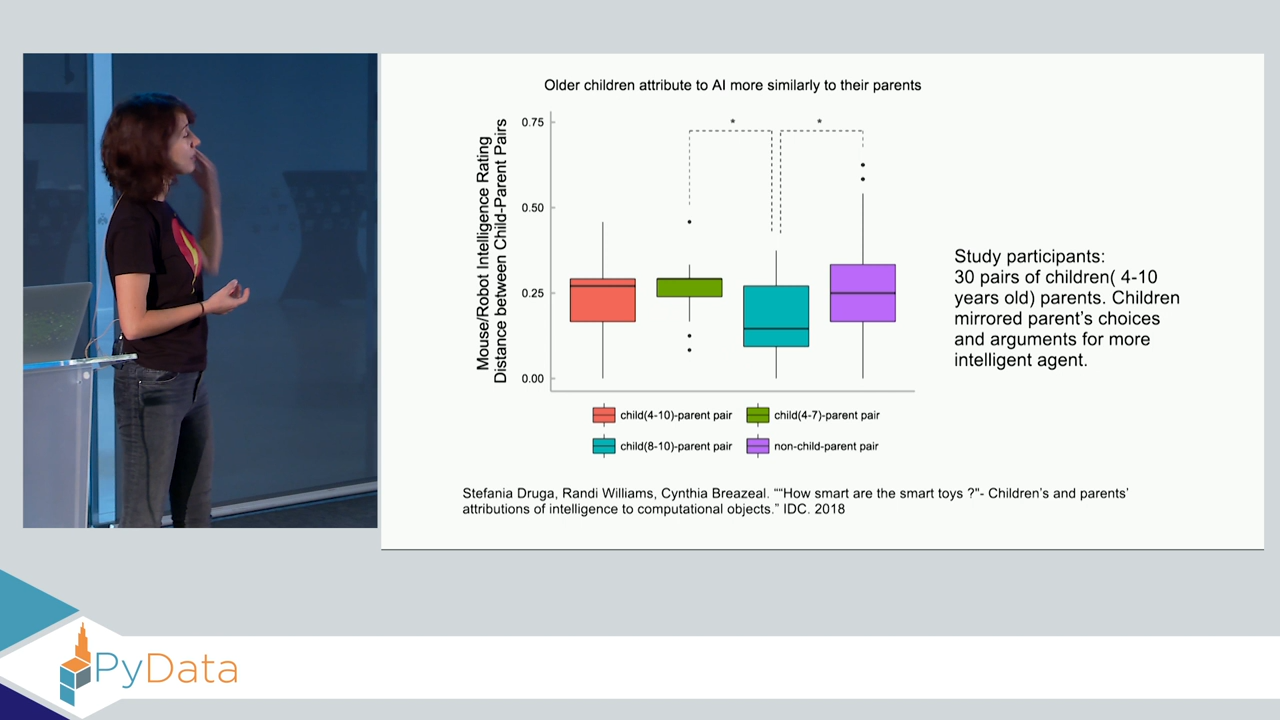 Older children attribute to AI more similarly to their parents
Mouse/Robot Intelligence Rating
Distance between Child-Parent Pairs
0.75
0.50
0.25
0.00
*
*
child(4-10)-parent pair
child(4-7)-parent pair
child(8-10)-parent pair
non-child-parent pair
Study participants:
30 pairs of children( 4-10
years old) parents. Children
mirrored parent's choices
and arguments for more
intelligent agent.
Stefania Druga, Randi Williams, Cynthia Breazeal. "“How smart are the smart toys ?"- Children's and parents'
attributions of intelligence to computational objects." IDC. 2018
PyData